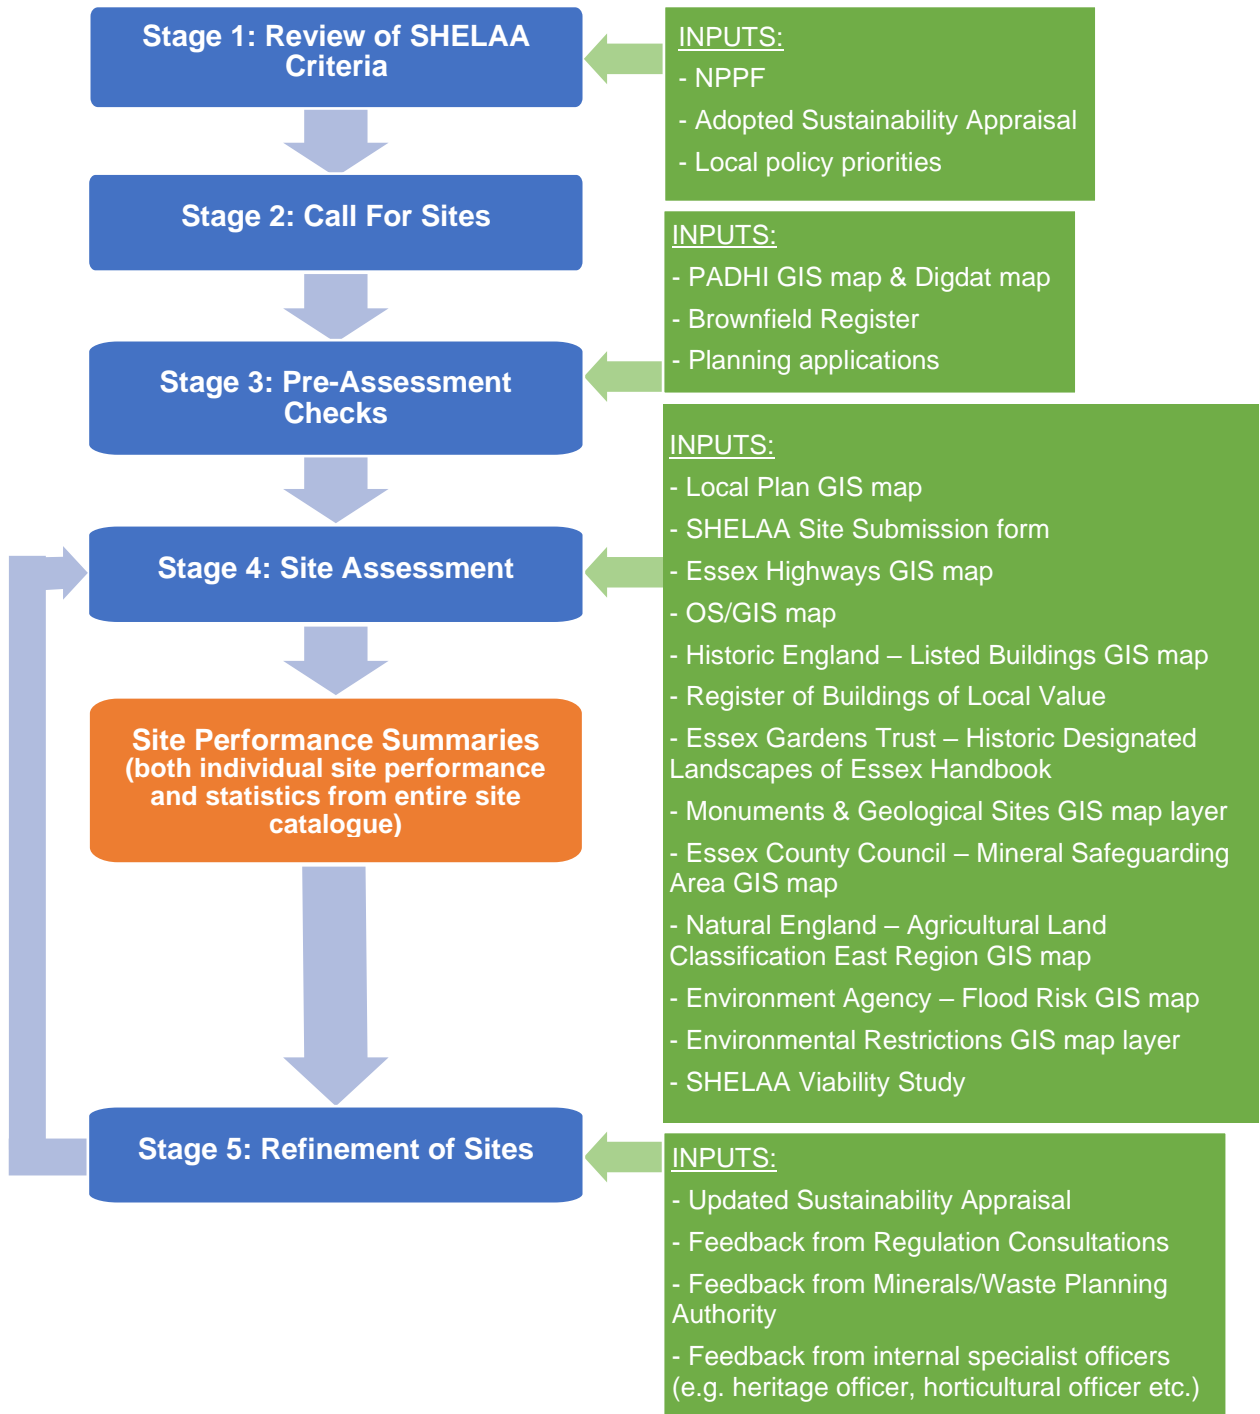 Stage 1: Review of SHELAA
Criteria
INPUTS:
- NPPF
- Adopted Sustainability Appraisal
- Local policy priorities
Stage 2: Call For Sites
INPUTS:
- PADHI GIS map & Digdat map
- Brownfield Register
- Planning applications
Stage 3: Pre-Assessment
Checks
INPUTS:
- Local Plan GIS map
- SHELAA Site Submission form
- Essex Highways GIS map
- OS/GIS map
- Historic England – Listed Buildings GIS map
- Register of Buildings of Local Value
- Essex Gardens Trust – Historic Designated
Landscapes of Essex Handbook
- Monuments & Geological Sites GIS map layer
- Essex County Council – Mineral Safeguarding
Area GIS map
- Natural England – Agricultural Land
Classification East Region GIS map
- Environment Agency – Flood Risk GIS map
- Environmental Restrictions GIS map layer
- SHELAA Viability Study
Stage 4: Site Assessment
Site Performance Summaries
(both individual site performance
and statistics from entire site
catalogue)
Stage 5: Refinement of Sites
INPUTS:
- Updated Sustainability Appraisal
- Feedback from Regulation Consultations
- Feedback from Minerals/Waste Planning
Authority
- Feedback from internal specialist officers
(e.g. heritage officer, horticultural officer etc.)